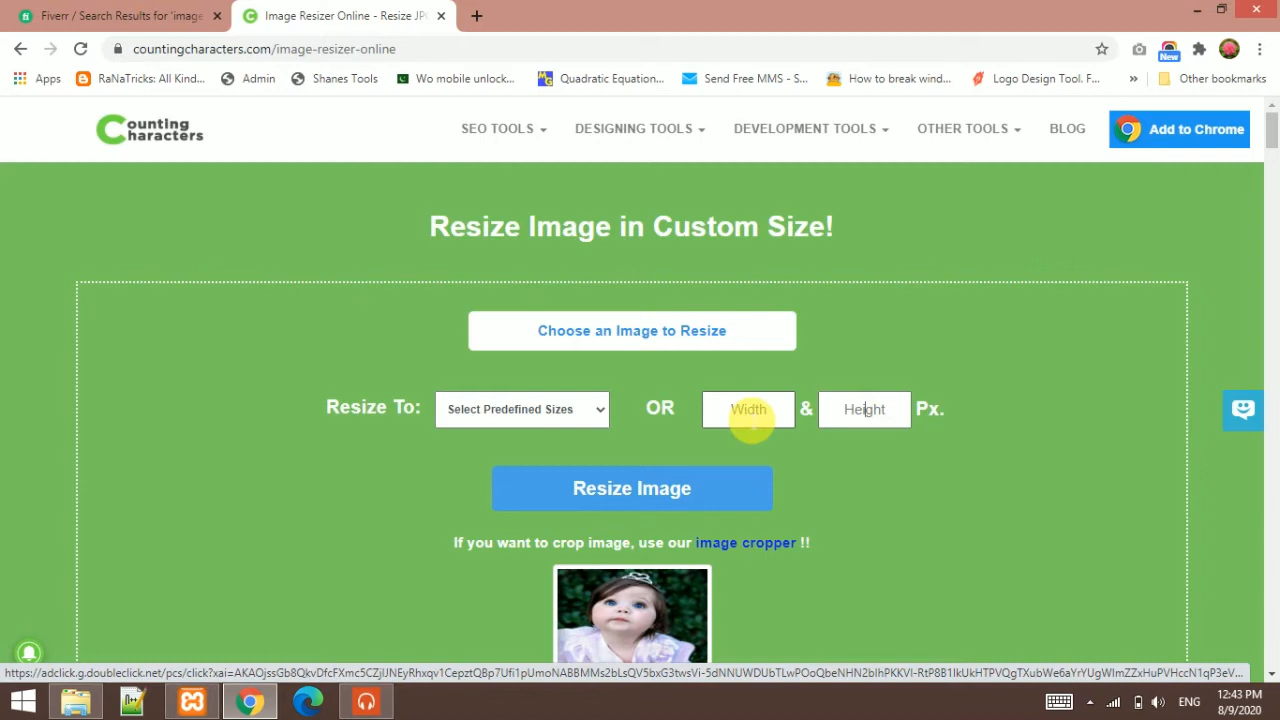 Fiverr / Search Results for 'image
Image Resizer Online - Resize JPG
countingcharacters.com/image-resizer-online
New
Apps
RaNaTricks: All Kind...
Admin
Shanes Tools
Wo mobile unlock...
Quadratic Equation...
Send Free MMS - S...
How to break wind...
Logo Design Tool. F...
»
Other bookmarks
Counting Characters
SEO TOOLS
DESIGNING TOOLS
DEVELOPMENT TOOLS
OTHER TOOLS
BLOG
Add to Chrome
Resize Image in Custom Size!
Choose an Image to Resize
Resize To: Select Predefined Sizes OR Width & Height Px.
Resize Image
If you want to crop image, use our image cropper !!
ENG
12:43 PM
8/9/2020